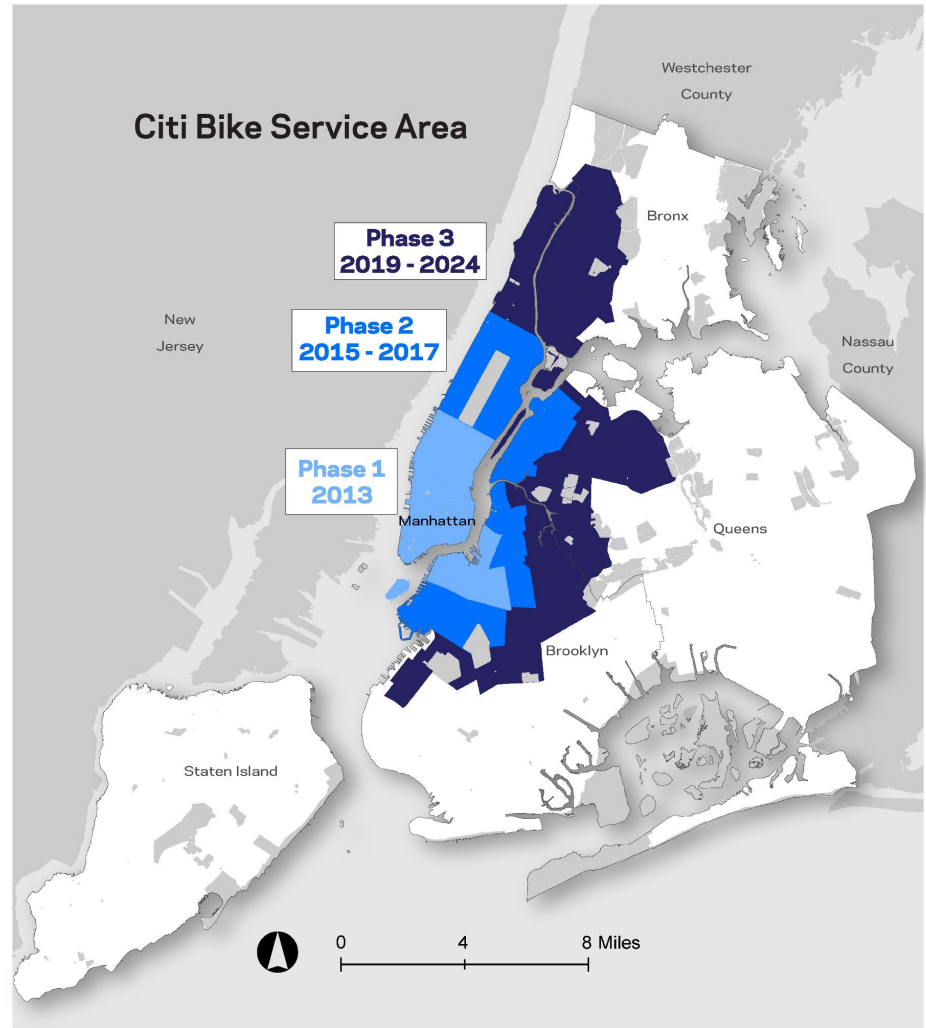 Westchester
County
Citi Bike Service Area
Bronx
Phase 3
2019 - 2024
New
Jersey
Phase 2
2015 - 2017
Nassau
County
Phase 1
2013
Manhattan
Queens
Brooklyn
Staten Island
0 4 8 Miles